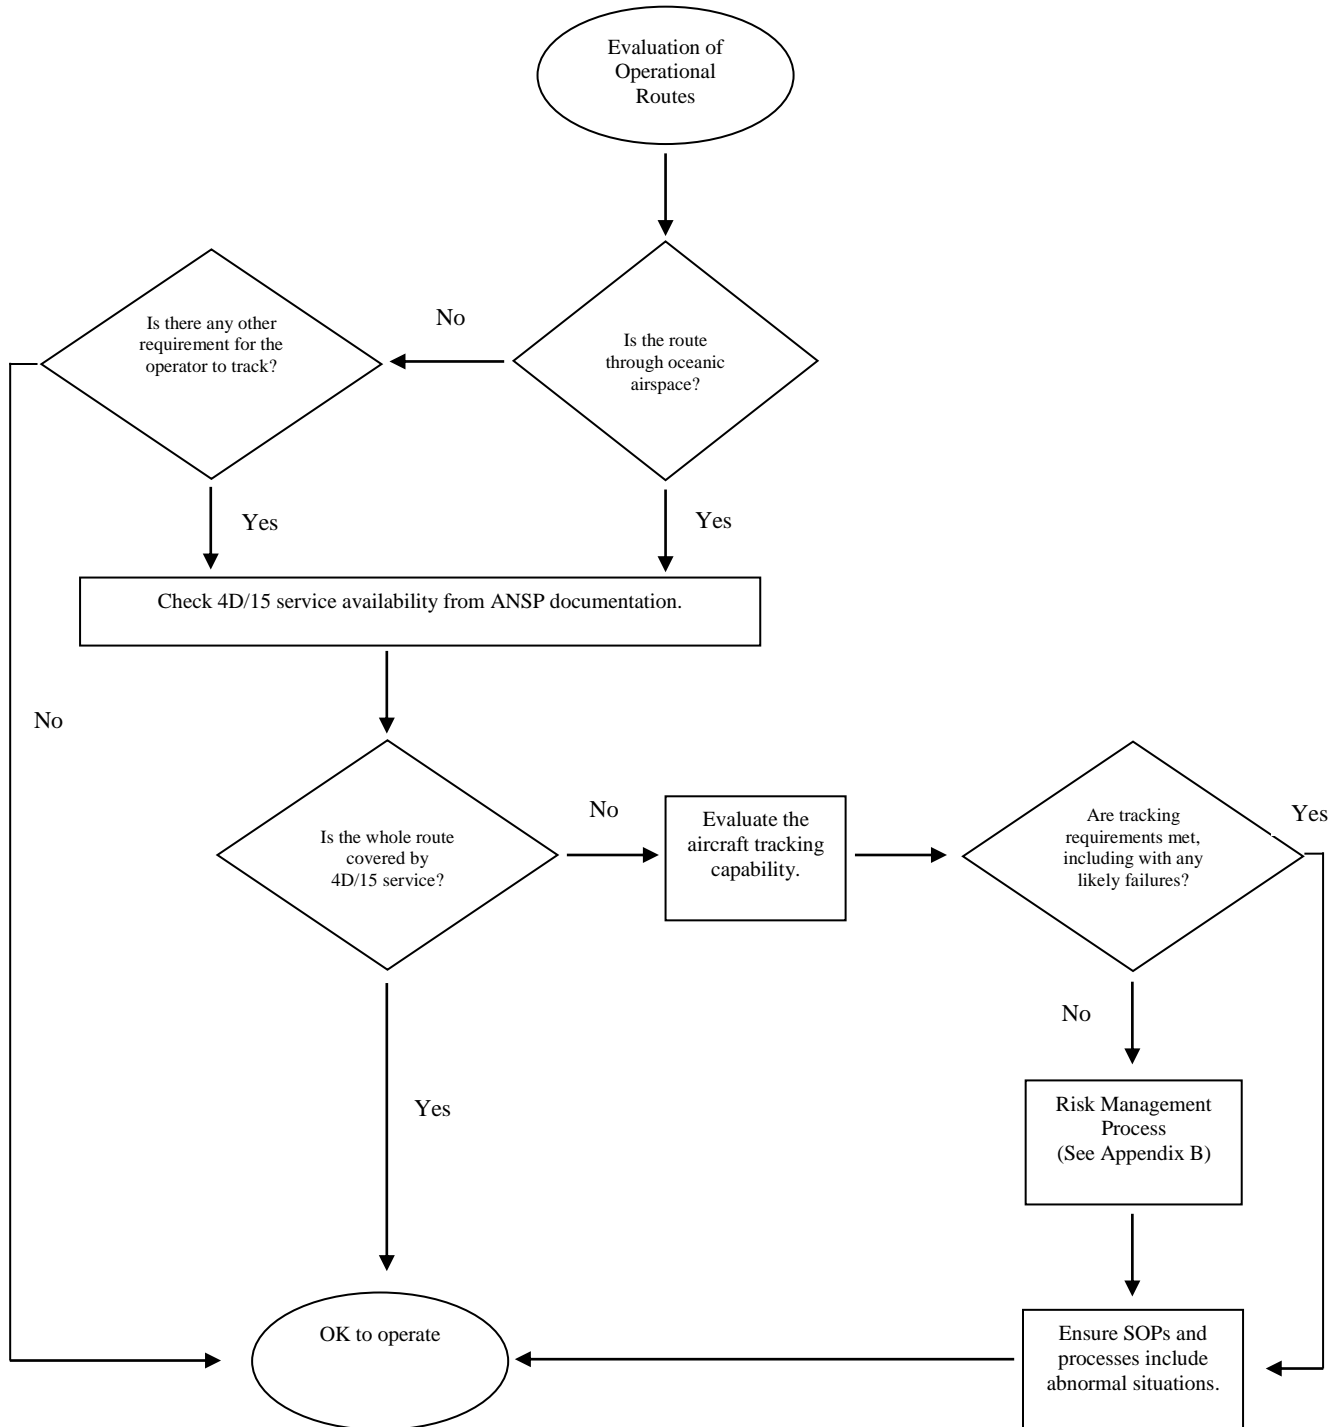 Evaluation of
Operational
Routes
No
Is there any other
requirement for the
operator to track?
Is the route
through oceanic
airspace?
Yes
Yes
Check 4D/15 service availability from ANSP documentation.
No
Is the whole route
covered by
4D/15 service?
No
Evaluate the
aircraft tracking
capability.
Are tracking
requirements met,
including with any
likely failures?
Yes
No
Yes
Risk Management
Process
(See Appendix B)
OK to operate
Ensure SOPs and
processes include
abnormal situations.